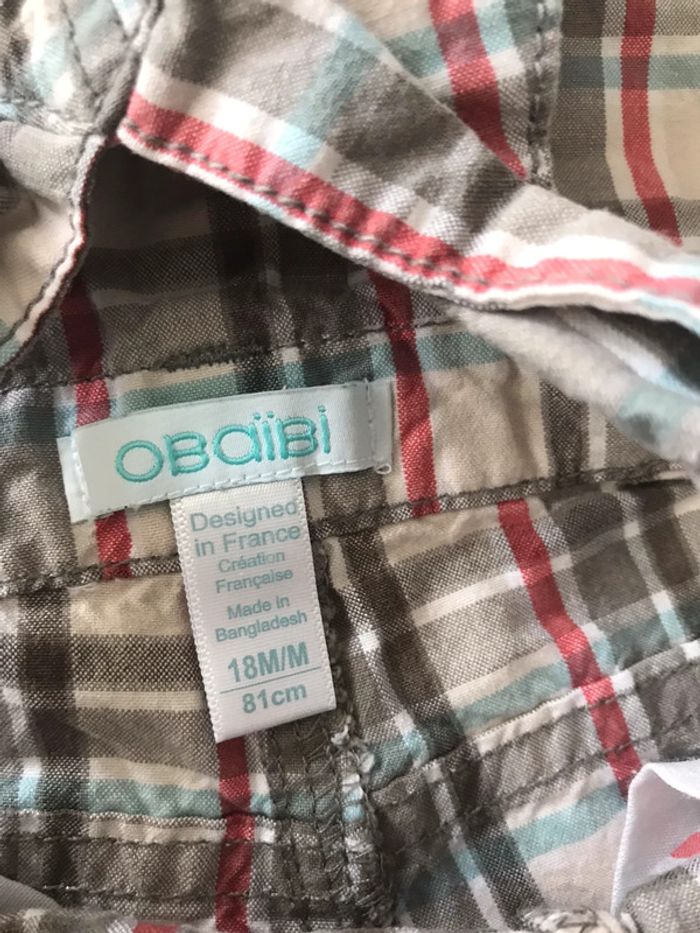 OBaïBi
Designed
in France
Création
Française
Made in
Bangladesh
18M/M
81cm